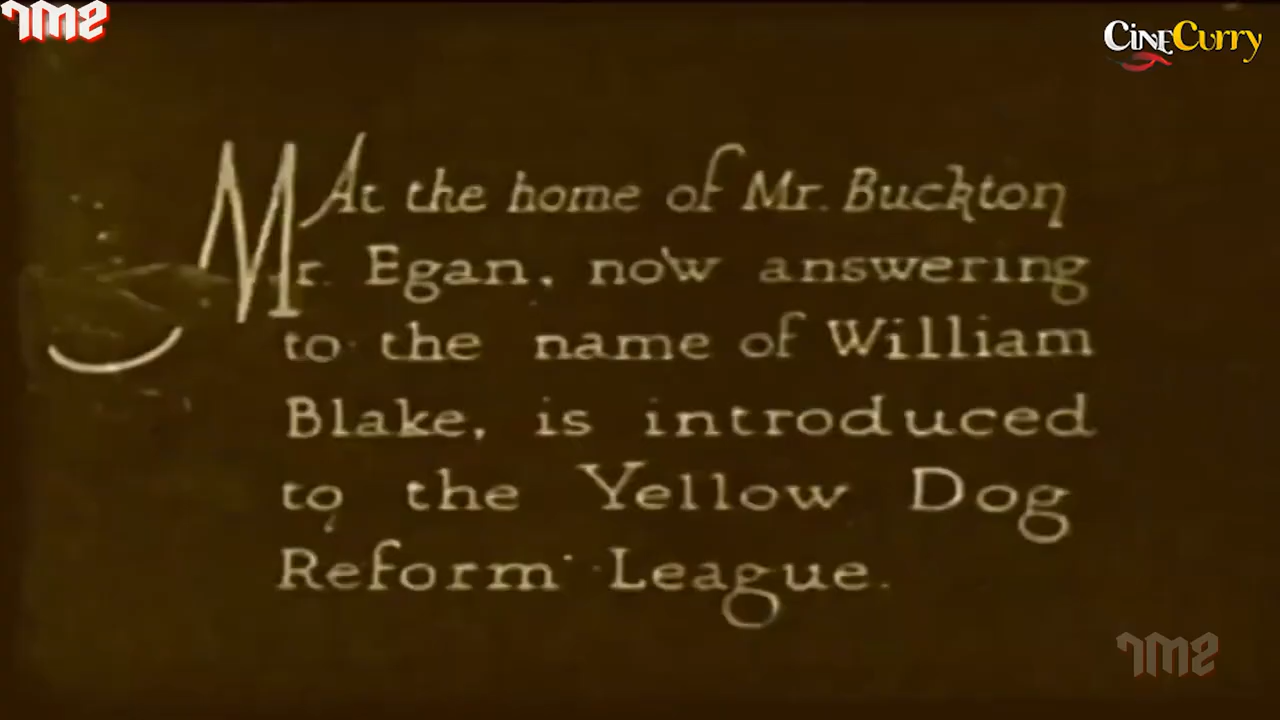 CineCurry
At the home of Mr. Buckton
Mr. Egan, now answering
to the name of William
Blake, is introduced
to the Yellow Dog
Reform League.